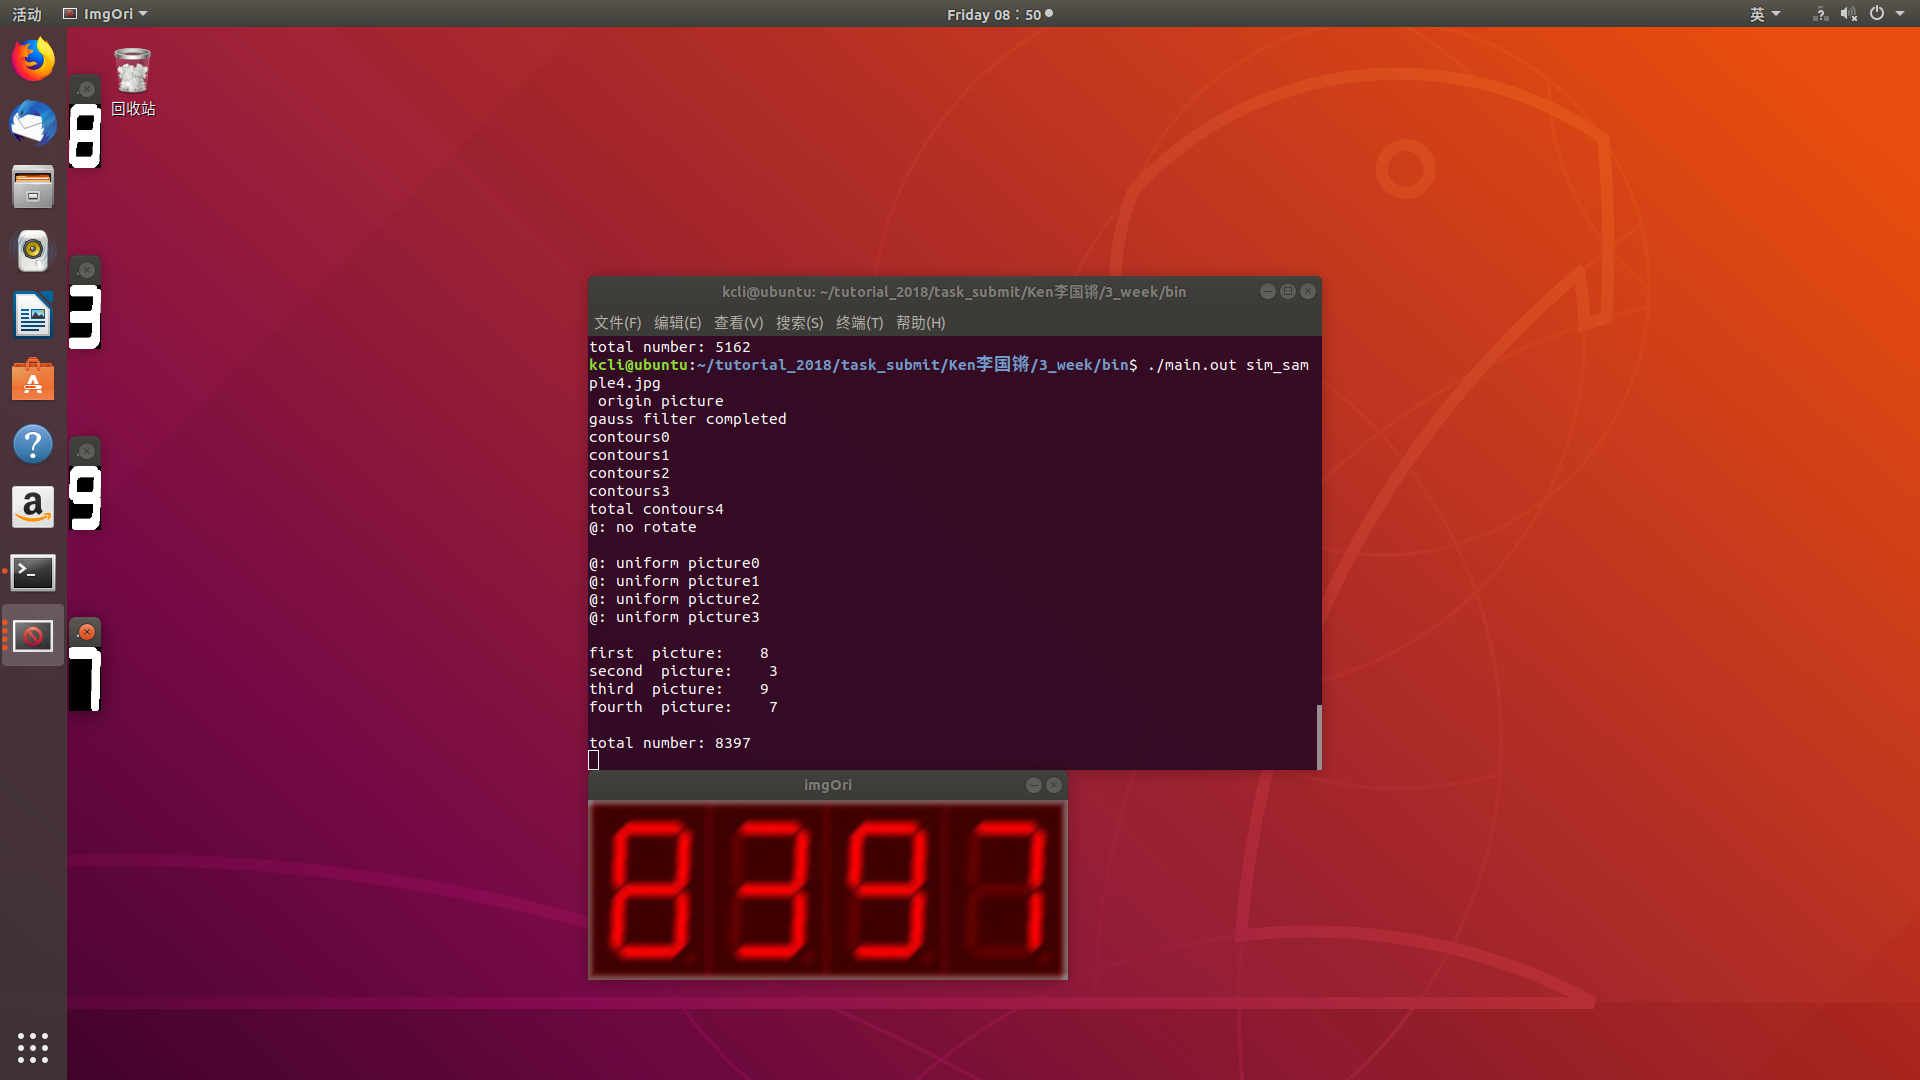 活动 ImgOri Friday 08：50 英
回收站
kcli@ubuntu: ~/tutorial_2018/task_submit/Ken李国锵/3_week/bin
文件(F) 编辑(E) 查看(V) 搜索(S) 终端(T) 帮助(H)
total number: 5162
kcli@ubuntu:~/tutorial_2018/task_submit/Ken李国锵/3_week/bin$ ./main.out sim_sam
ple4.jpg
origin picture
gauss filter completed
contours0
contours1
contours2
contours3
total contours4
@: no rotate
@: uniform picture0
@: uniform picture1
@: uniform picture2
@: uniform picture3
first picture: 8
second picture: 3
third picture: 9
fourth picture: 7
total number: 8397
imgOri
8397
8
3
9
7